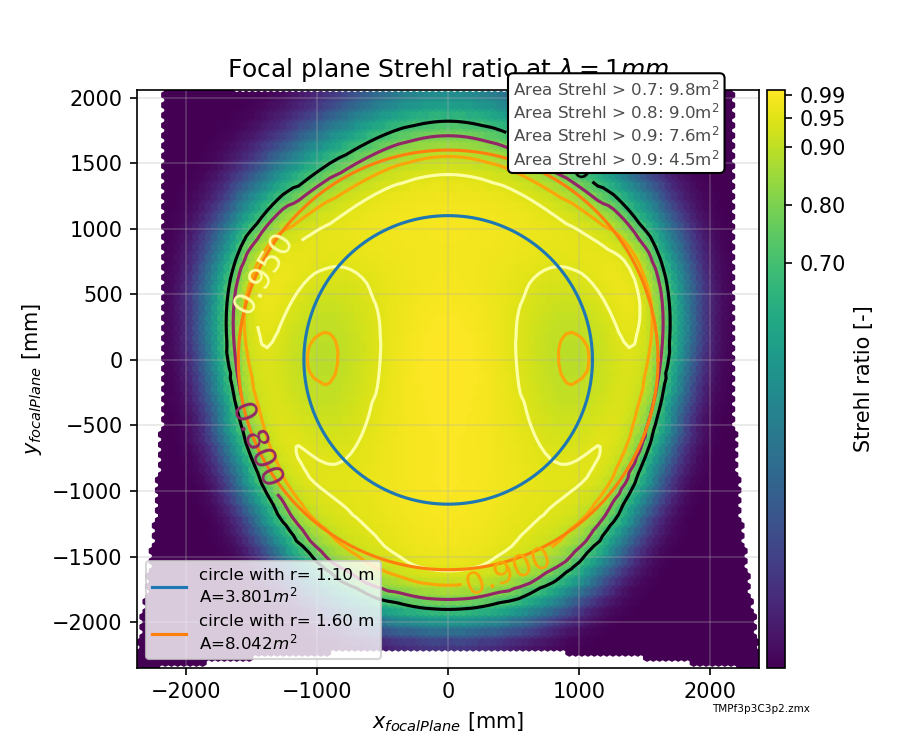 Focal plane Strehl ratio at λ = 1mm
Area Strehl > 0.7: 9.8m²
Area Strehl > 0.8: 9.0m²
Area Strehl > 0.9: 7.6m²
Area Strehl > 0.9: 4.5m²
2000
1500
1000
500
0
−500
−1000
−1500
−2000
y_focalPlane [mm]
0.950
0.800
0.900
circle with r= 1.10 m
A=3.801m²
circle with r= 1.60 m
A=8.042m²
−2000
−1000
0
1000
2000
x_focalPlane [mm]
0.99
0.95
0.90
0.80
0.70
Strehl ratio [-]
TMPf3p3C3p2.zmx